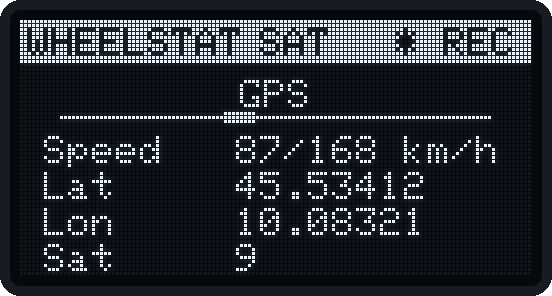 WHEELSTAT SAT * REC
GPS
Speed 87/168 km/h
Lat 45.53412
Lon 10.08321
Sat 9